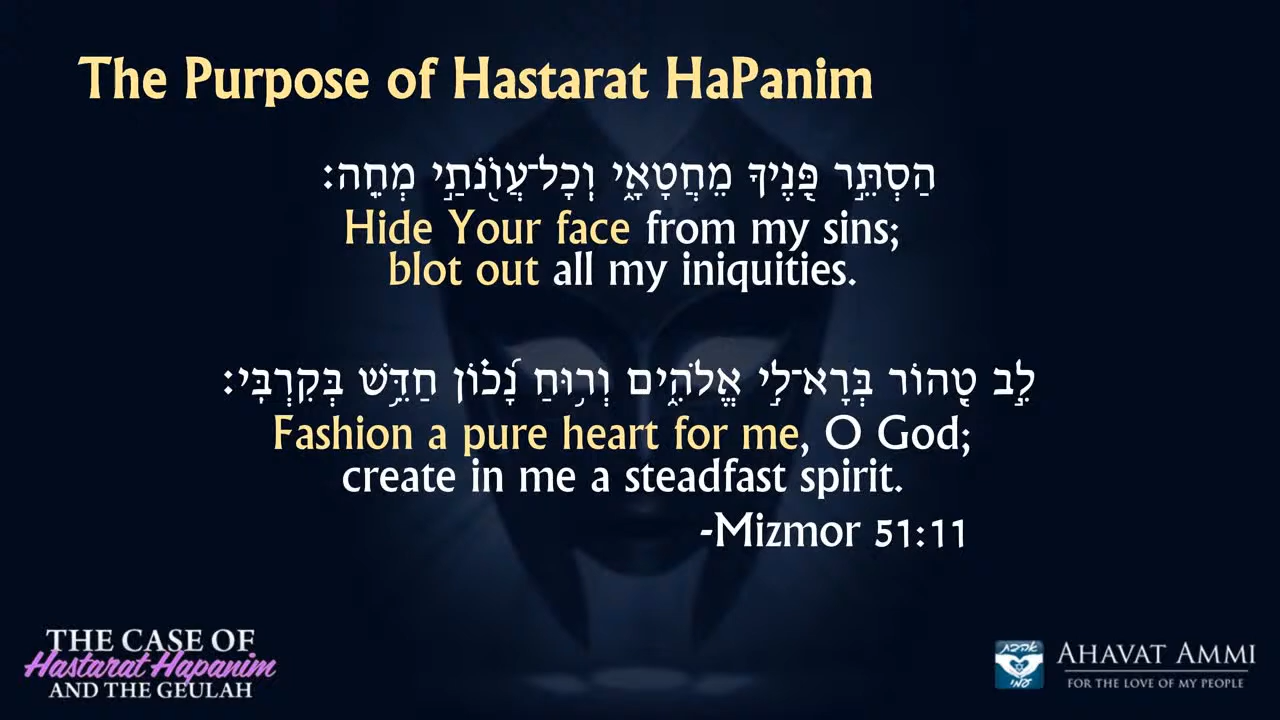 The Purpose of Hastarat HaPanim
הַסְתֵּ֣ר פָּ֭נֶיךָ מֵחֲטָאָ֑י וְֽכָל־עֲוֺ֖נֹתַ֣י מְחֵֽה׃
Hide Your face from my sins;
blot out all my iniquities.
לֵ֣ב טָ֭הוֹר בְּרָא־לִ֣י אֱלֹהִ֑ים וְר֥וּחַ נָ֝כ֗וֹן חַדֵּ֥שׁ בְּקִרְבִּֽי׃
Fashion a pure heart for me, O God;
create in me a steadfast spirit.
-Mizmor 51:11
THE CASE OF
Hastarat Hapanim
AND THE GEULAH
אהבת
עמי
AHAVAT AMMI
FOR THE LOVE OF MY PEOPLE